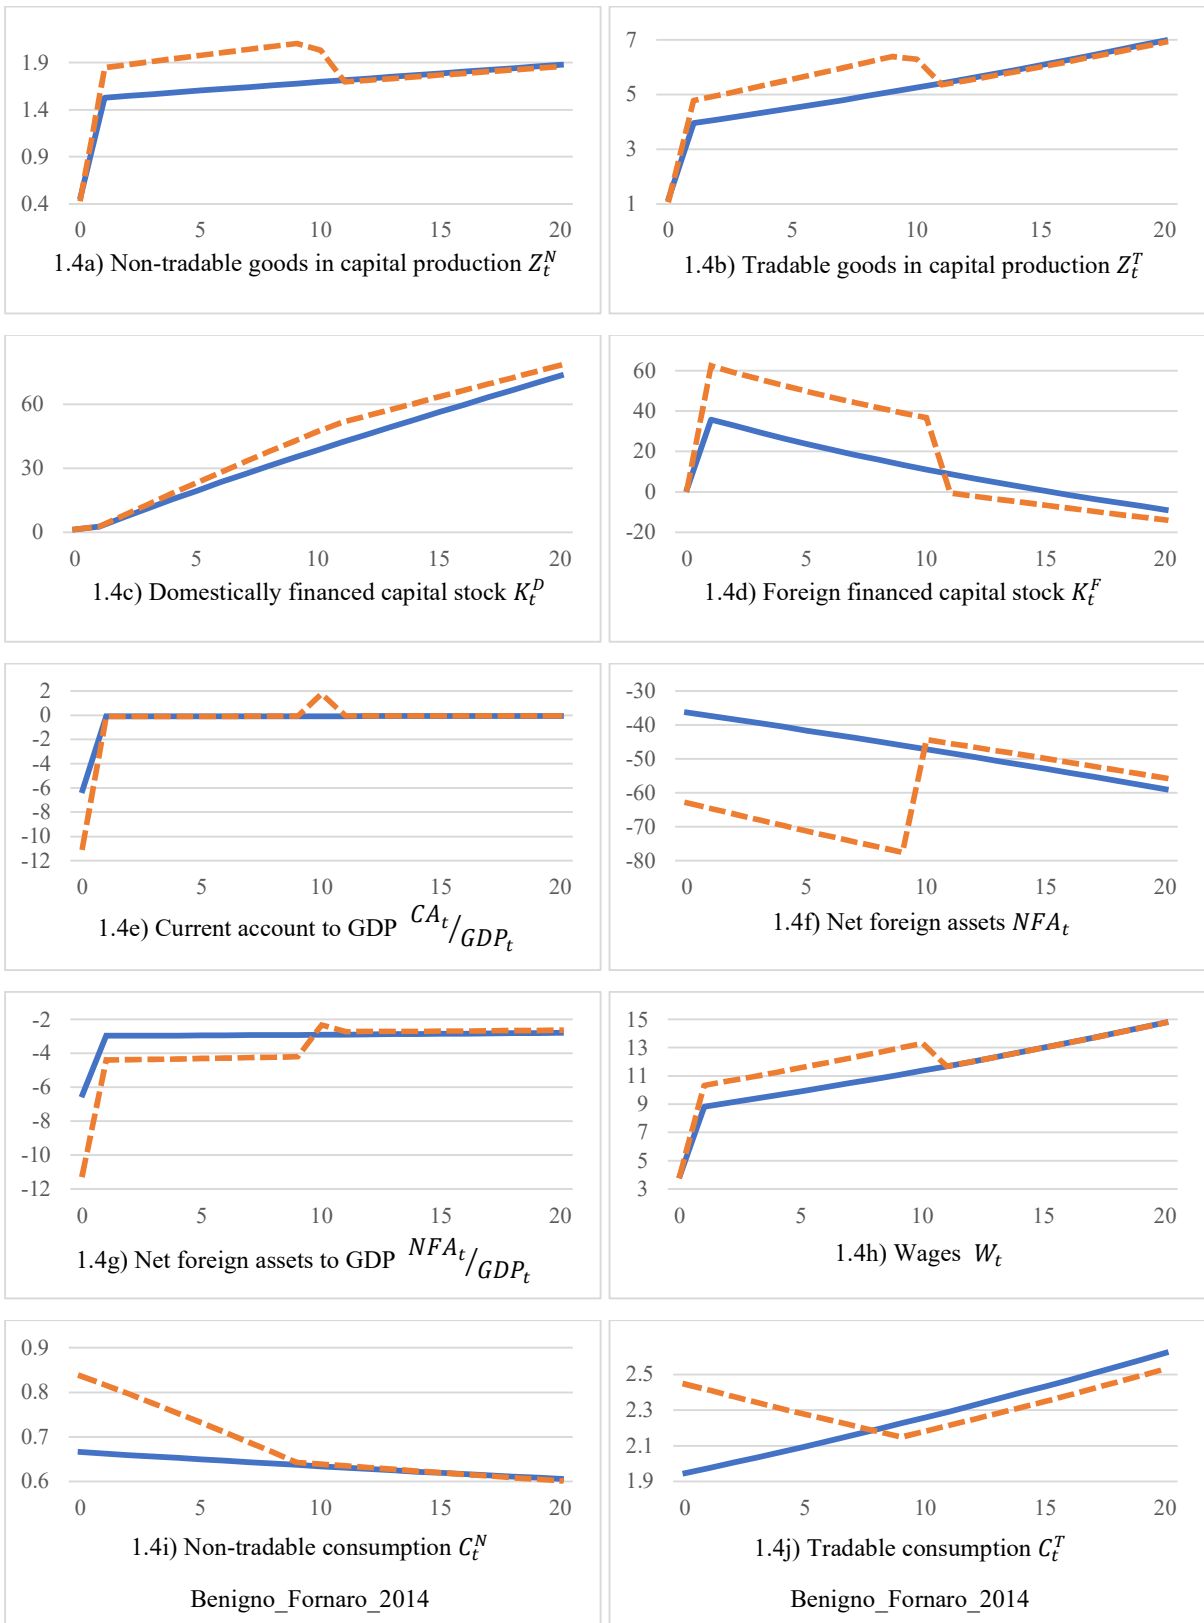 1.9
1.4
0.9
0.4
0 5 10 15 20
1.4a) Non-tradable goods in capital production Z_t^N
7
5
3
1
0 5 10 15 20
1.4b) Tradable goods in capital production Z_t^T
60
30
0
0 5 10 15 20
1.4c) Domestically financed capital stock K_t^D
60
40
20
0
-20
0 5 10 15 20
1.4d) Foreign financed capital stock K_t^F
2
0
-2
-4
-6
-8
-10
-12
0 5 10 15 20
1.4e) Current account to GDP CA_t/GDP_t
-30
-40
-50
-60
-70
-80
0 5 10 15 20
1.4f) Net foreign assets NFA_t
-2
-4
-6
-8
-10
-12
0 5 10 15 20
1.4g) Net foreign assets to GDP NFA_t/GDP_t
15
13
11
9
7
5
3
0 5 10 15 20
1.4h) Wages W_t
0.9
0.8
0.7
0.6
0 5 10 15 20
1.4i) Non-tradable consumption C_t^N
Benigno_Fornaro_2014
2.5
2.3
2.1
1.9
0 5 10 15 20
1.4j) Tradable consumption C_t^T
Benigno_Fornaro_2014